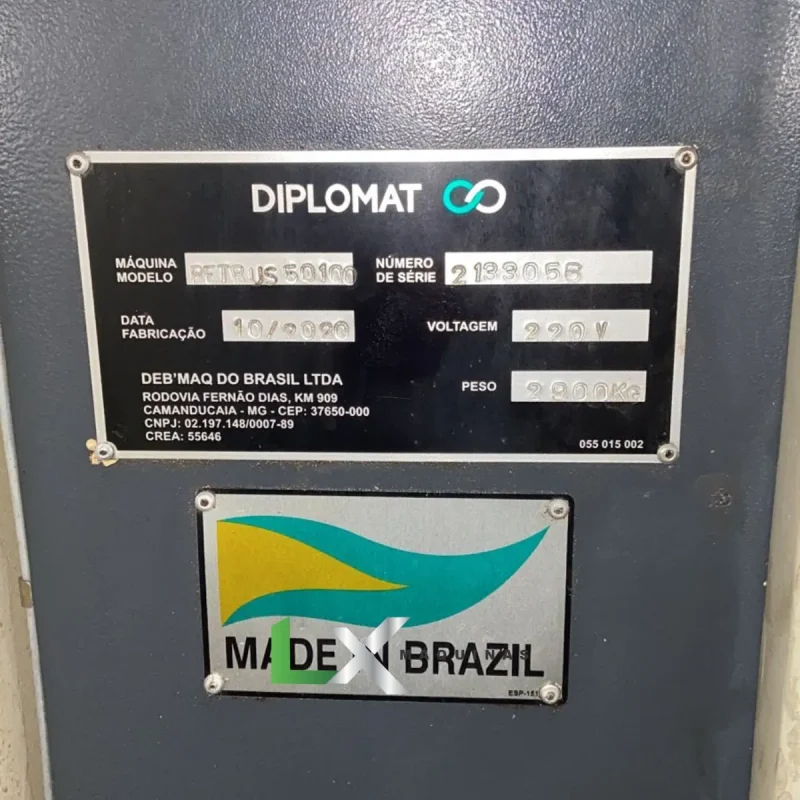 DIPLOMAT
MÁQUINA
MODELO PETRUS 50100
NÚMERO
DE SÉRIE 2133056
DATA
FABRICAÇÃO 10/2020
VOLTAGEM 220 V
DEB'MAQ DO BRASIL LTDA
PESO 2900KG
RODOVIA FERNÃO DIAS, KM 909
CAMANDUCAIA - MG - CEP: 37650-000
CNPJ: 02.197.148/0007-89
CREA: 55646
055 015 002
MADE IN BRAZIL
LX
MAQUINAS